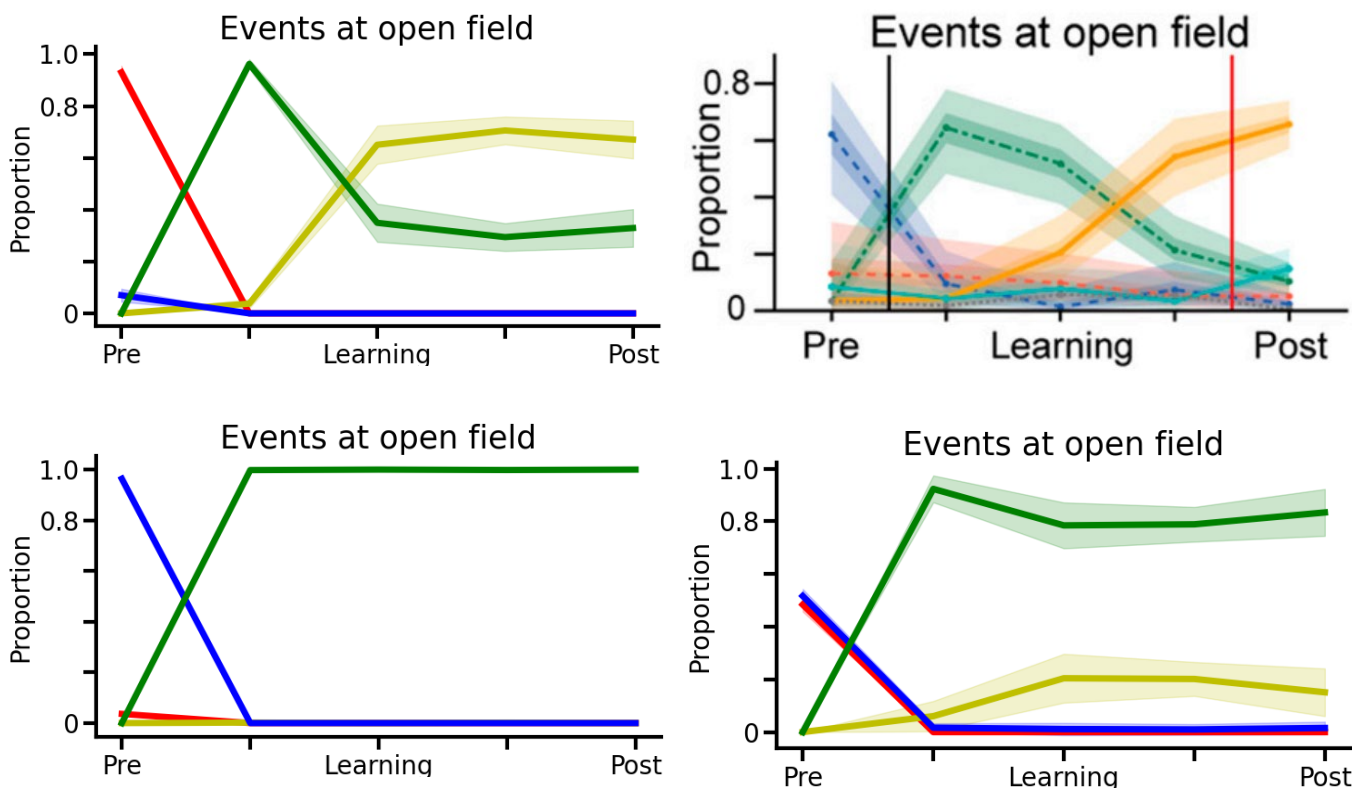 Events at open field
1.0
0.8
0
Proportion
Pre
Learning
Post
Events at open field
0.8
0
Proportion
Pre
Learning
Post
Events at open field
1.0
0.8
0
Proportion
Pre
Learning
Post
Events at open field
1.0
0.8
0
Proportion
Pre
Learning
Post